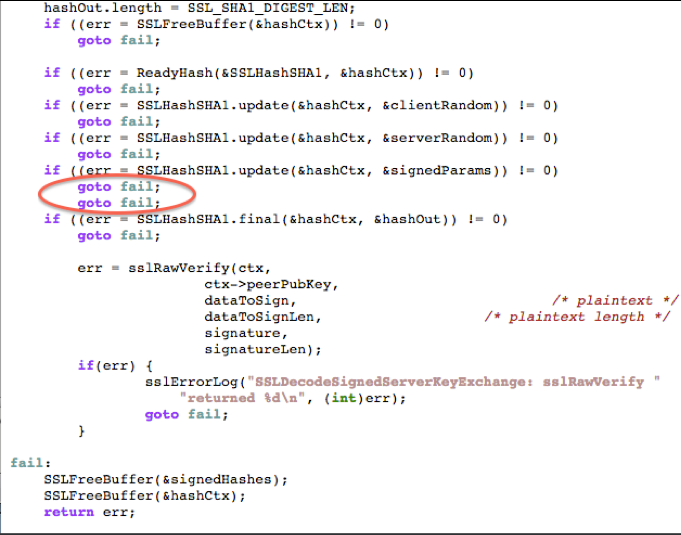 hashOut.length = SSL_SHA1_DIGEST_LEN;
if ((err = SSLFreeBuffer(&hashCtx)) != 0)
goto fail;
if ((err = ReadyHash(&SSLHashSHA1, &hashCtx)) != 0)
goto fail;
if ((err = SSLHashSHA1.update(&hashCtx, &clientRandom)) != 0)
goto fail;
if ((err = SSLHashSHA1.update(&hashCtx, &serverRandom)) != 0)
goto fail;
if ((err = SSLHashSHA1.update(&hashCtx, &signedParams)) != 0)
goto fail;
goto fail;
if ((err = SSLHashSHA1.final(&hashCtx, &hashOut)) != 0)
goto fail;
err = sslRawVerify(ctx,
ctx->peerPubKey,
dataToSign, /* plaintext */
dataToSignLen, /* plaintext length */
signature,
signatureLen);
if(err) {
sslErrorLog("SSLDecodeSignedServerKeyExchange: sslRawVerify "
"returned %d\n", (int)err);
goto fail;
}
fail:
SSLFreeBuffer(&signedHashes);
SSLFreeBuffer(&hashCtx);
return err;